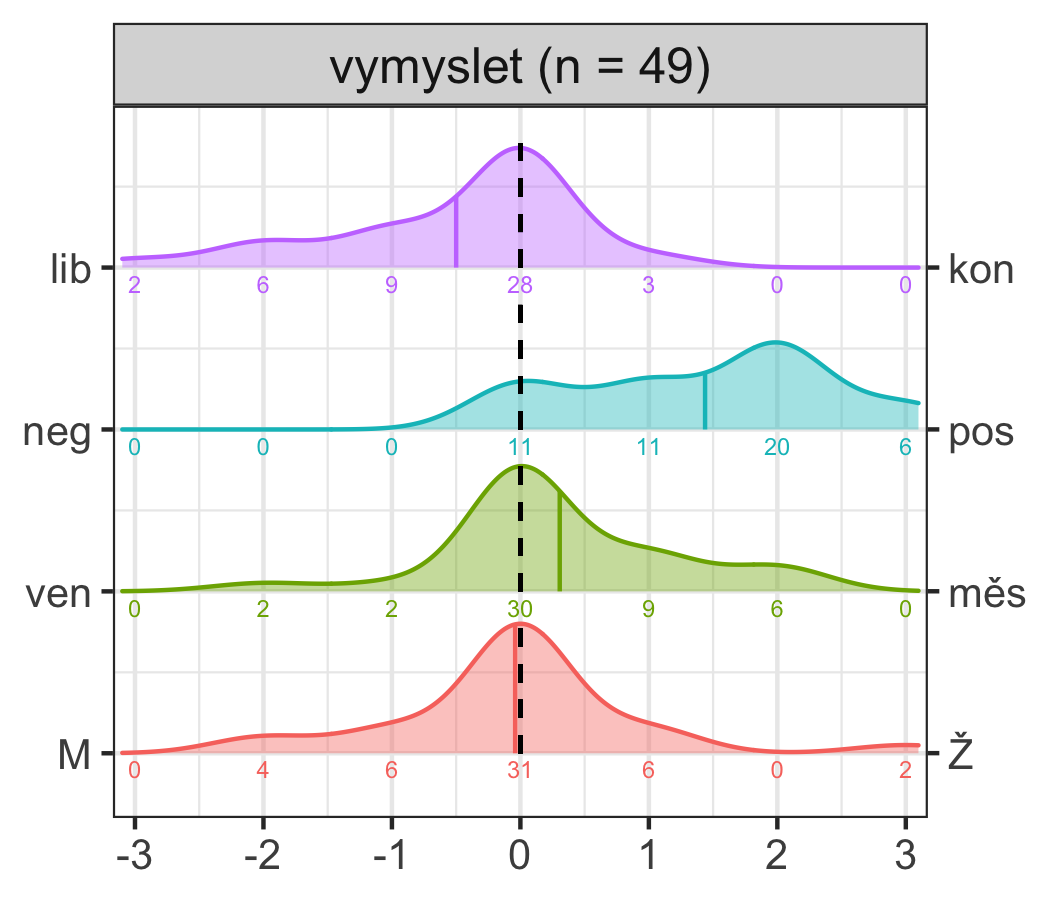 vymyslet (n = 49)
lib kon
2 6 9 28 3 0 0
neg pos
0 0 0 11 11 20 6
ven měs
0 2 2 30 9 6 0
M Ž
0 4 6 31 6 0 2
-3 -2 -1 0 1 2 3